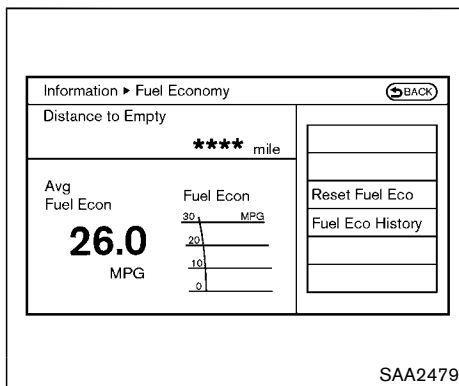 Information ▶ Fuel Economy
BACK
Distance to Empty
**** mile
Avg
Fuel Econ
26.0
MPG
Fuel Econ
30 MPG
20
10
0
Reset Fuel Eco
Fuel Eco History
SAA2479